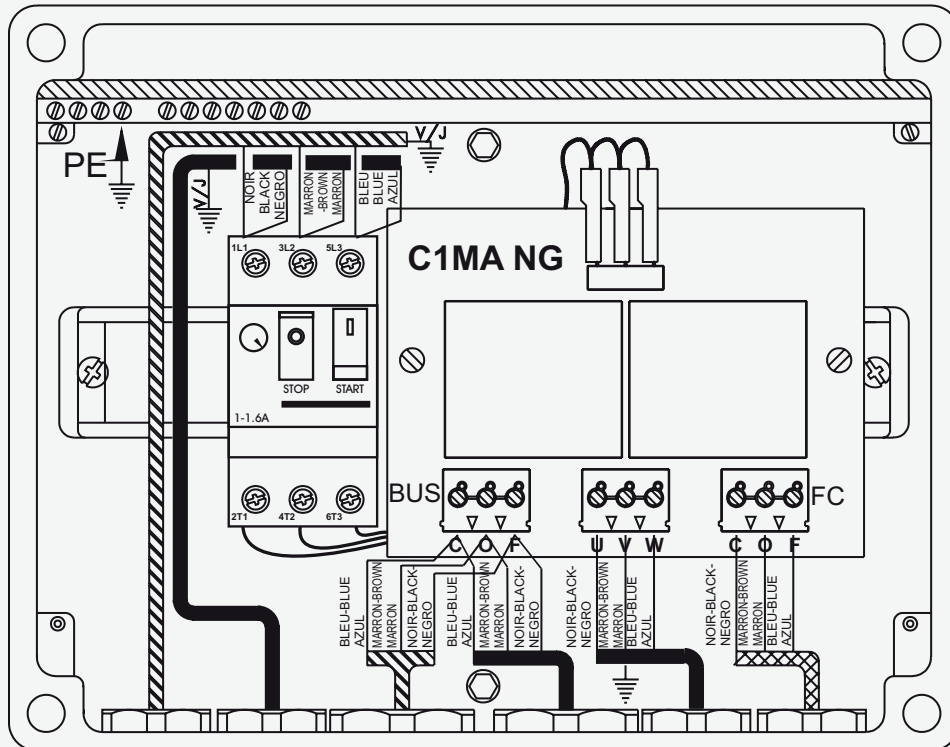 V/J
PE
V/J
NOIR
BLACK
NEGRO
MARRON
-BROWN
MARRON
BLEU
BLUE
AZUL
C1MA NG
1L1 3L2 5L3
STOP START
1-1.6A
BUS
FC
2T1 4T2 6T3
C O F
U V W
C O F
BLEU-BLUE
AZUL
MARRON-BROWN
MARRON
NOIR-BLACK-
NEGRO
BLEU-BLUE
AZUL
MARRON-BROWN
MARRON
NOIR-BLACK-
NEGRO
NOIR-BLACK-
NEGRO
MARRON-BROWN
MARRON
BLEU-BLUE
AZUL
NOIR-BLACK-
NEGRO
MARRON-BROWN
MARRON
BLEU-BLUE
AZUL